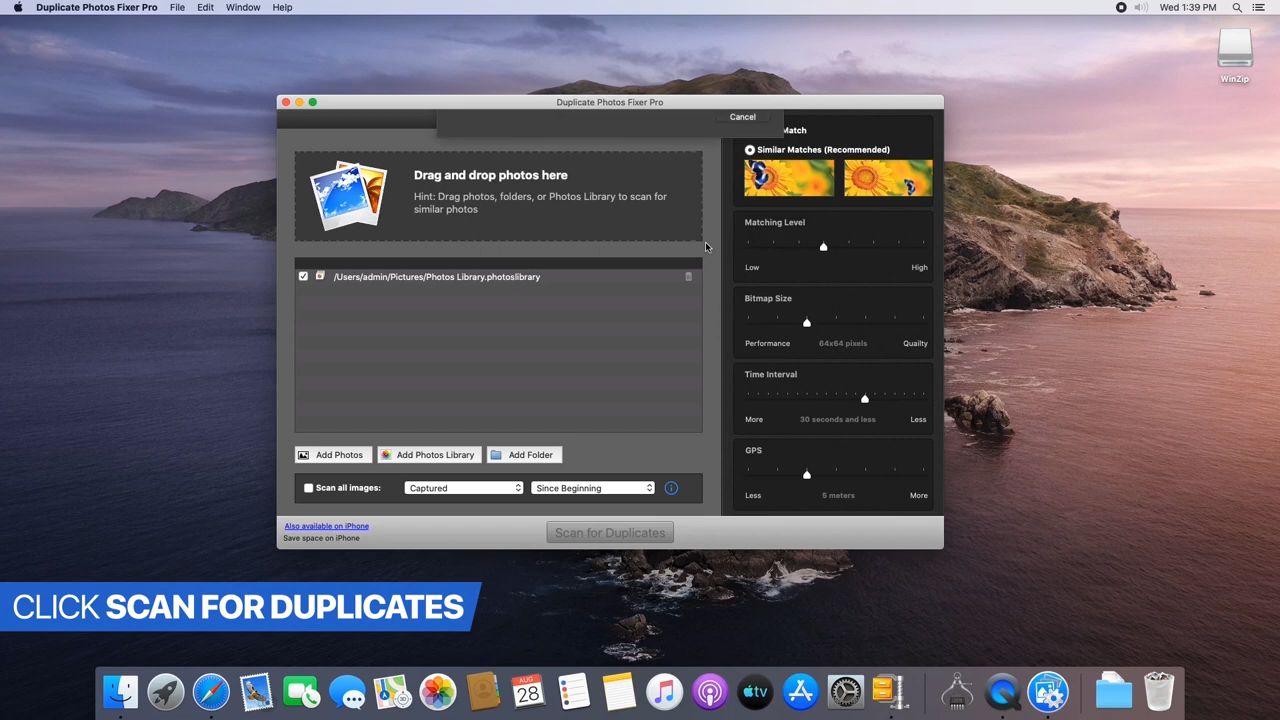 Duplicate Photos Fixer Pro File Edit Window Help
Wed 1:39 PM
WinZip
Duplicate Photos Fixer Pro
Cancel
Match
Drag and drop photos here
Hint: Drag photos, folders, or Photos Library to scan for
similar photos
/Users/admin/Pictures/Photos Library.photoslibrary
Add Photos Add Photos Library Add Folder
Scan all images: Captured Since Beginning
Similar Matches (Recommended)
Matching Level
Low High
Bitmap Size
Performance 64x64 pixels Quailty
Time Interval
More 30 seconds and less Less
GPS
Less 5 meters More
Also available on iPhone
Save space on iPhone
Scan for Duplicates
CLICK SCAN FOR DUPLICATES
AUG
28
tv